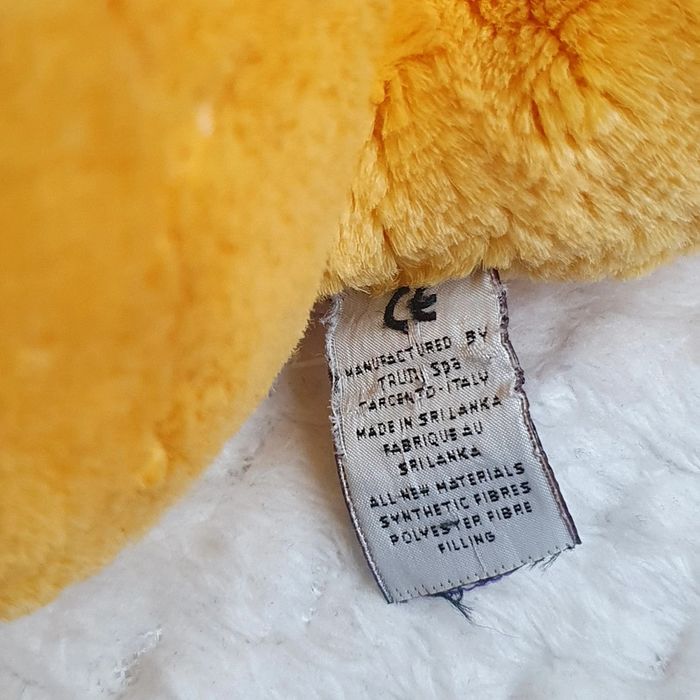 CE
MANUFACTURED BY
TRUDI Spa
TARCENTO-ITALY
MADE IN SRI LANKA
FABRIQUE AU
SRI LANKA
ALL NEW MATERIALS
SYNTHETIC FIBRES
POLYESTER FIBRE
FILLING